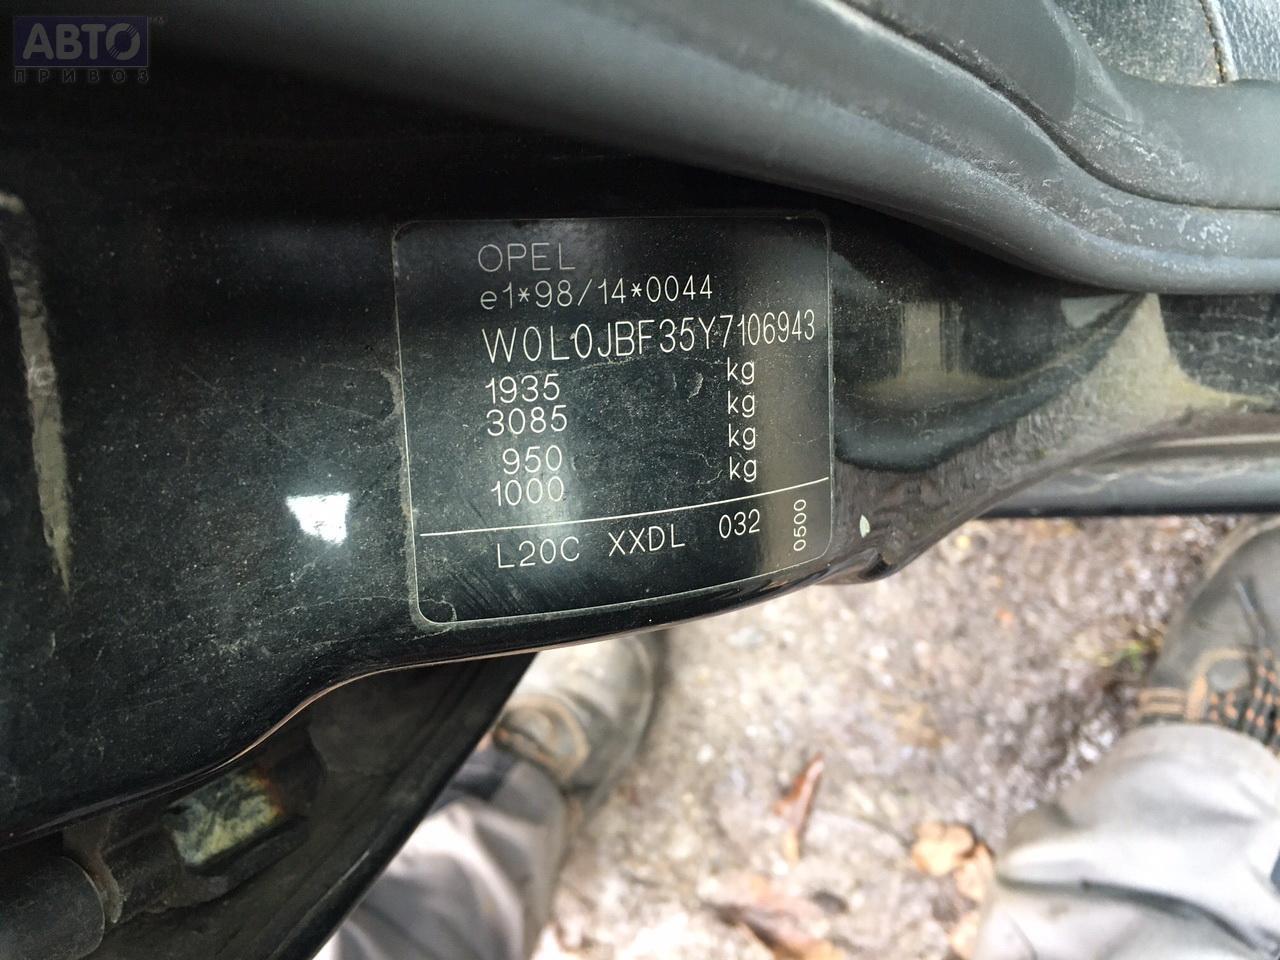 АВТО
ПРИВОЗ
OPEL
e1*98/14*0044
W0L0JBF35Y7106943
1935 kg
3085 kg
950 kg
1000 kg
L20C XXDL 032 0500